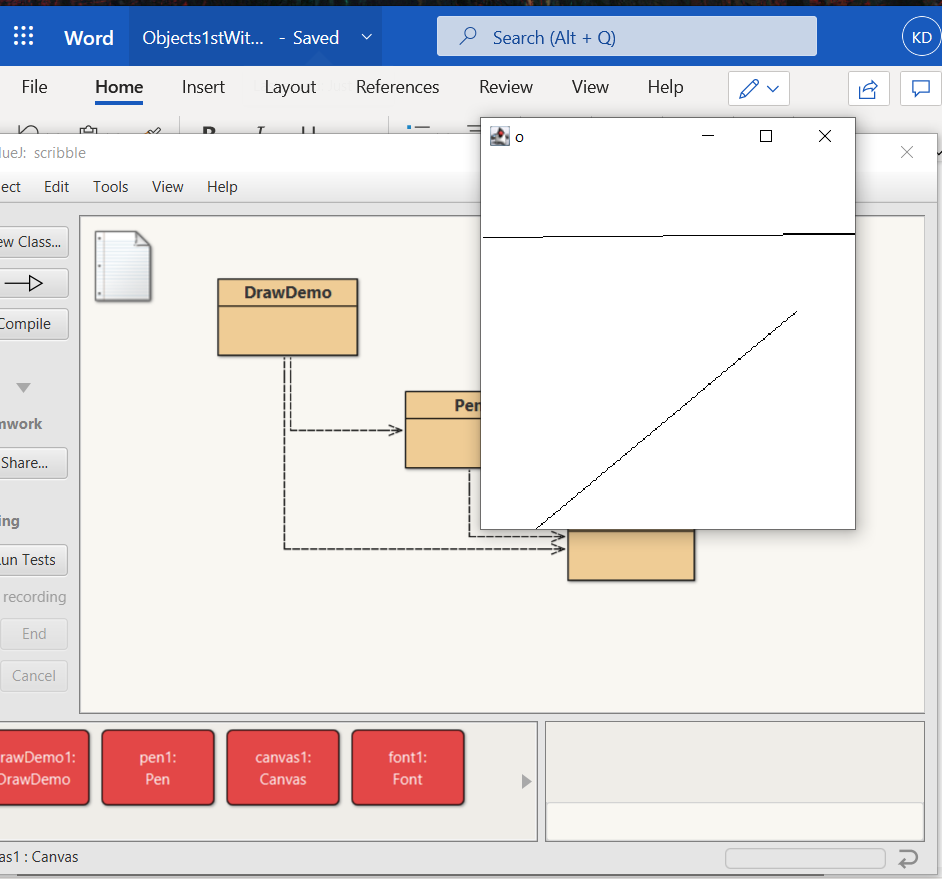 Word Objects1stWit... - Saved Search (Alt + Q) KD
File Home Insert Layout References Review View Help
o
lueJ: scribble
ect Edit Tools View Help
ew Class...
Compile
mwork
Share...
ing
un Tests
recording
End
Cancel
DrawDemo
Pen
rawDemo1:
DrawDemo
pen1:
Pen
canvas1:
Canvas
font1:
Font
as1 : Canvas